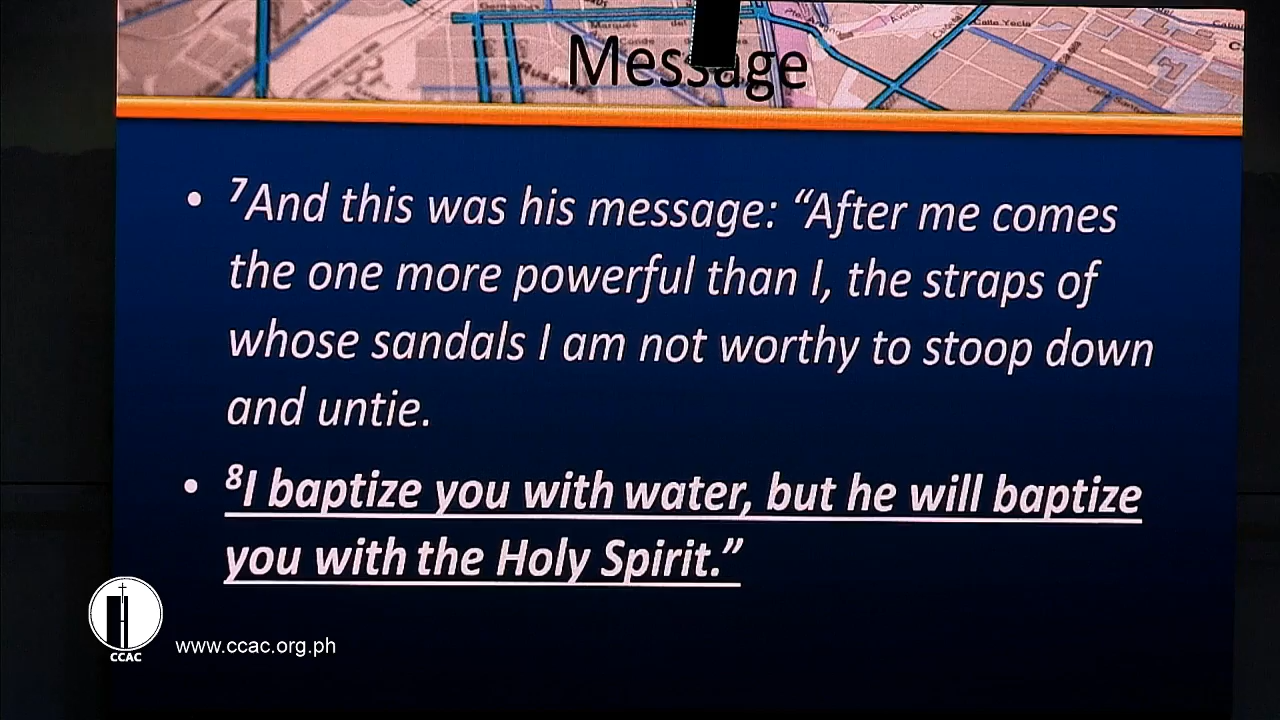 Message
• ⁷And this was his message: “After me comes
the one more powerful than I, the straps of
whose sandals I am not worthy to stoop down
and untie.
• ⁸I baptize you with water, but he will baptize
you with the Holy Spirit.”
CCAC
www.ccac.org.ph
Calle Yecla